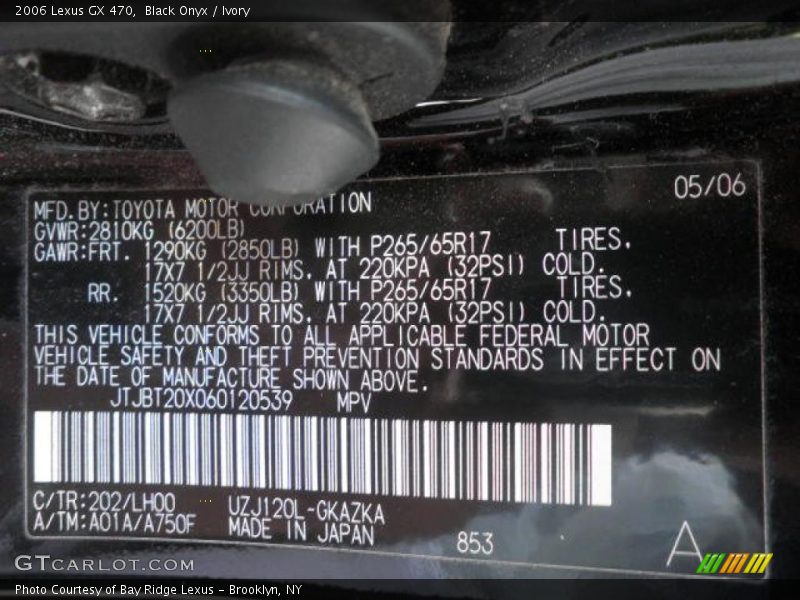 2006 Lexus GX 470, Black Onyx / Ivory
05/06
MFD.BY:TOYOTA MOTOR CORPORATION
GVWR:2810KG (6200LB)
GAWR:FRT. 1290KG (2850LB) WITH P265/65R17 TIRES.
17X7 1/2JJ RIMS. AT 220KPA (32PSI) COLD.
RR. 1520KG (3350LB) WITH P265/65R17 TIRES.
17X7 1/2JJ RIMS. AT 220KPA (32PSI) COLD.
THIS VEHICLE CONFORMS TO ALL APPLICABLE FEDERAL MOTOR
VEHICLE SAFETY AND THEFT PREVENTION STANDARDS IN EFFECT ON
THE DATE OF MANUFACTURE SHOWN ABOVE.
JTJBT20X060120539 MPV
C/TR:202/LH00 UZJ120L-GKAZKA
A/TM:A01A/A750F MADE IN JAPAN
853 A
GTCARLOT.COM
Photo Courtesy of Bay Ridge Lexus - Brooklyn, NY